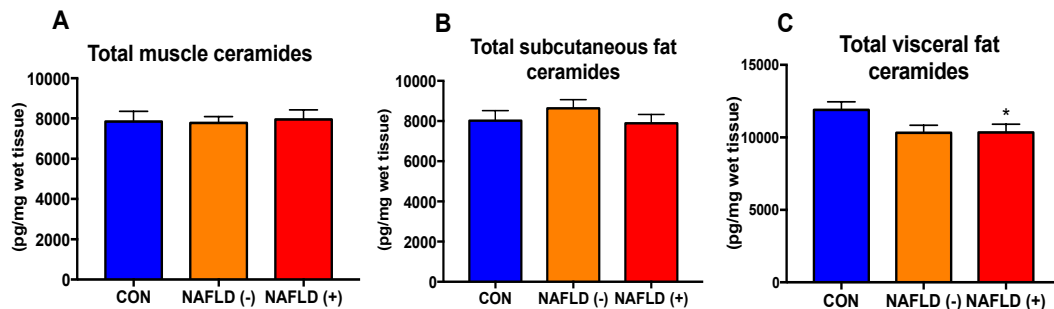 A
Total muscle ceramides
(pg/mg wet tissue)
10000
8000
6000
4000
2000
0
CON NAFLD (-) NAFLD (+)
B
Total subcutaneous fat
ceramides
(pg/mg wet tissue)
10000
8000
6000
4000
2000
0
CON NAFLD (-) NAFLD (+)
C
Total visceral fat
ceramides
(pg/mg wet tissue)
15000
10000
5000
0
*
CON NAFLD (-) NAFLD (+)